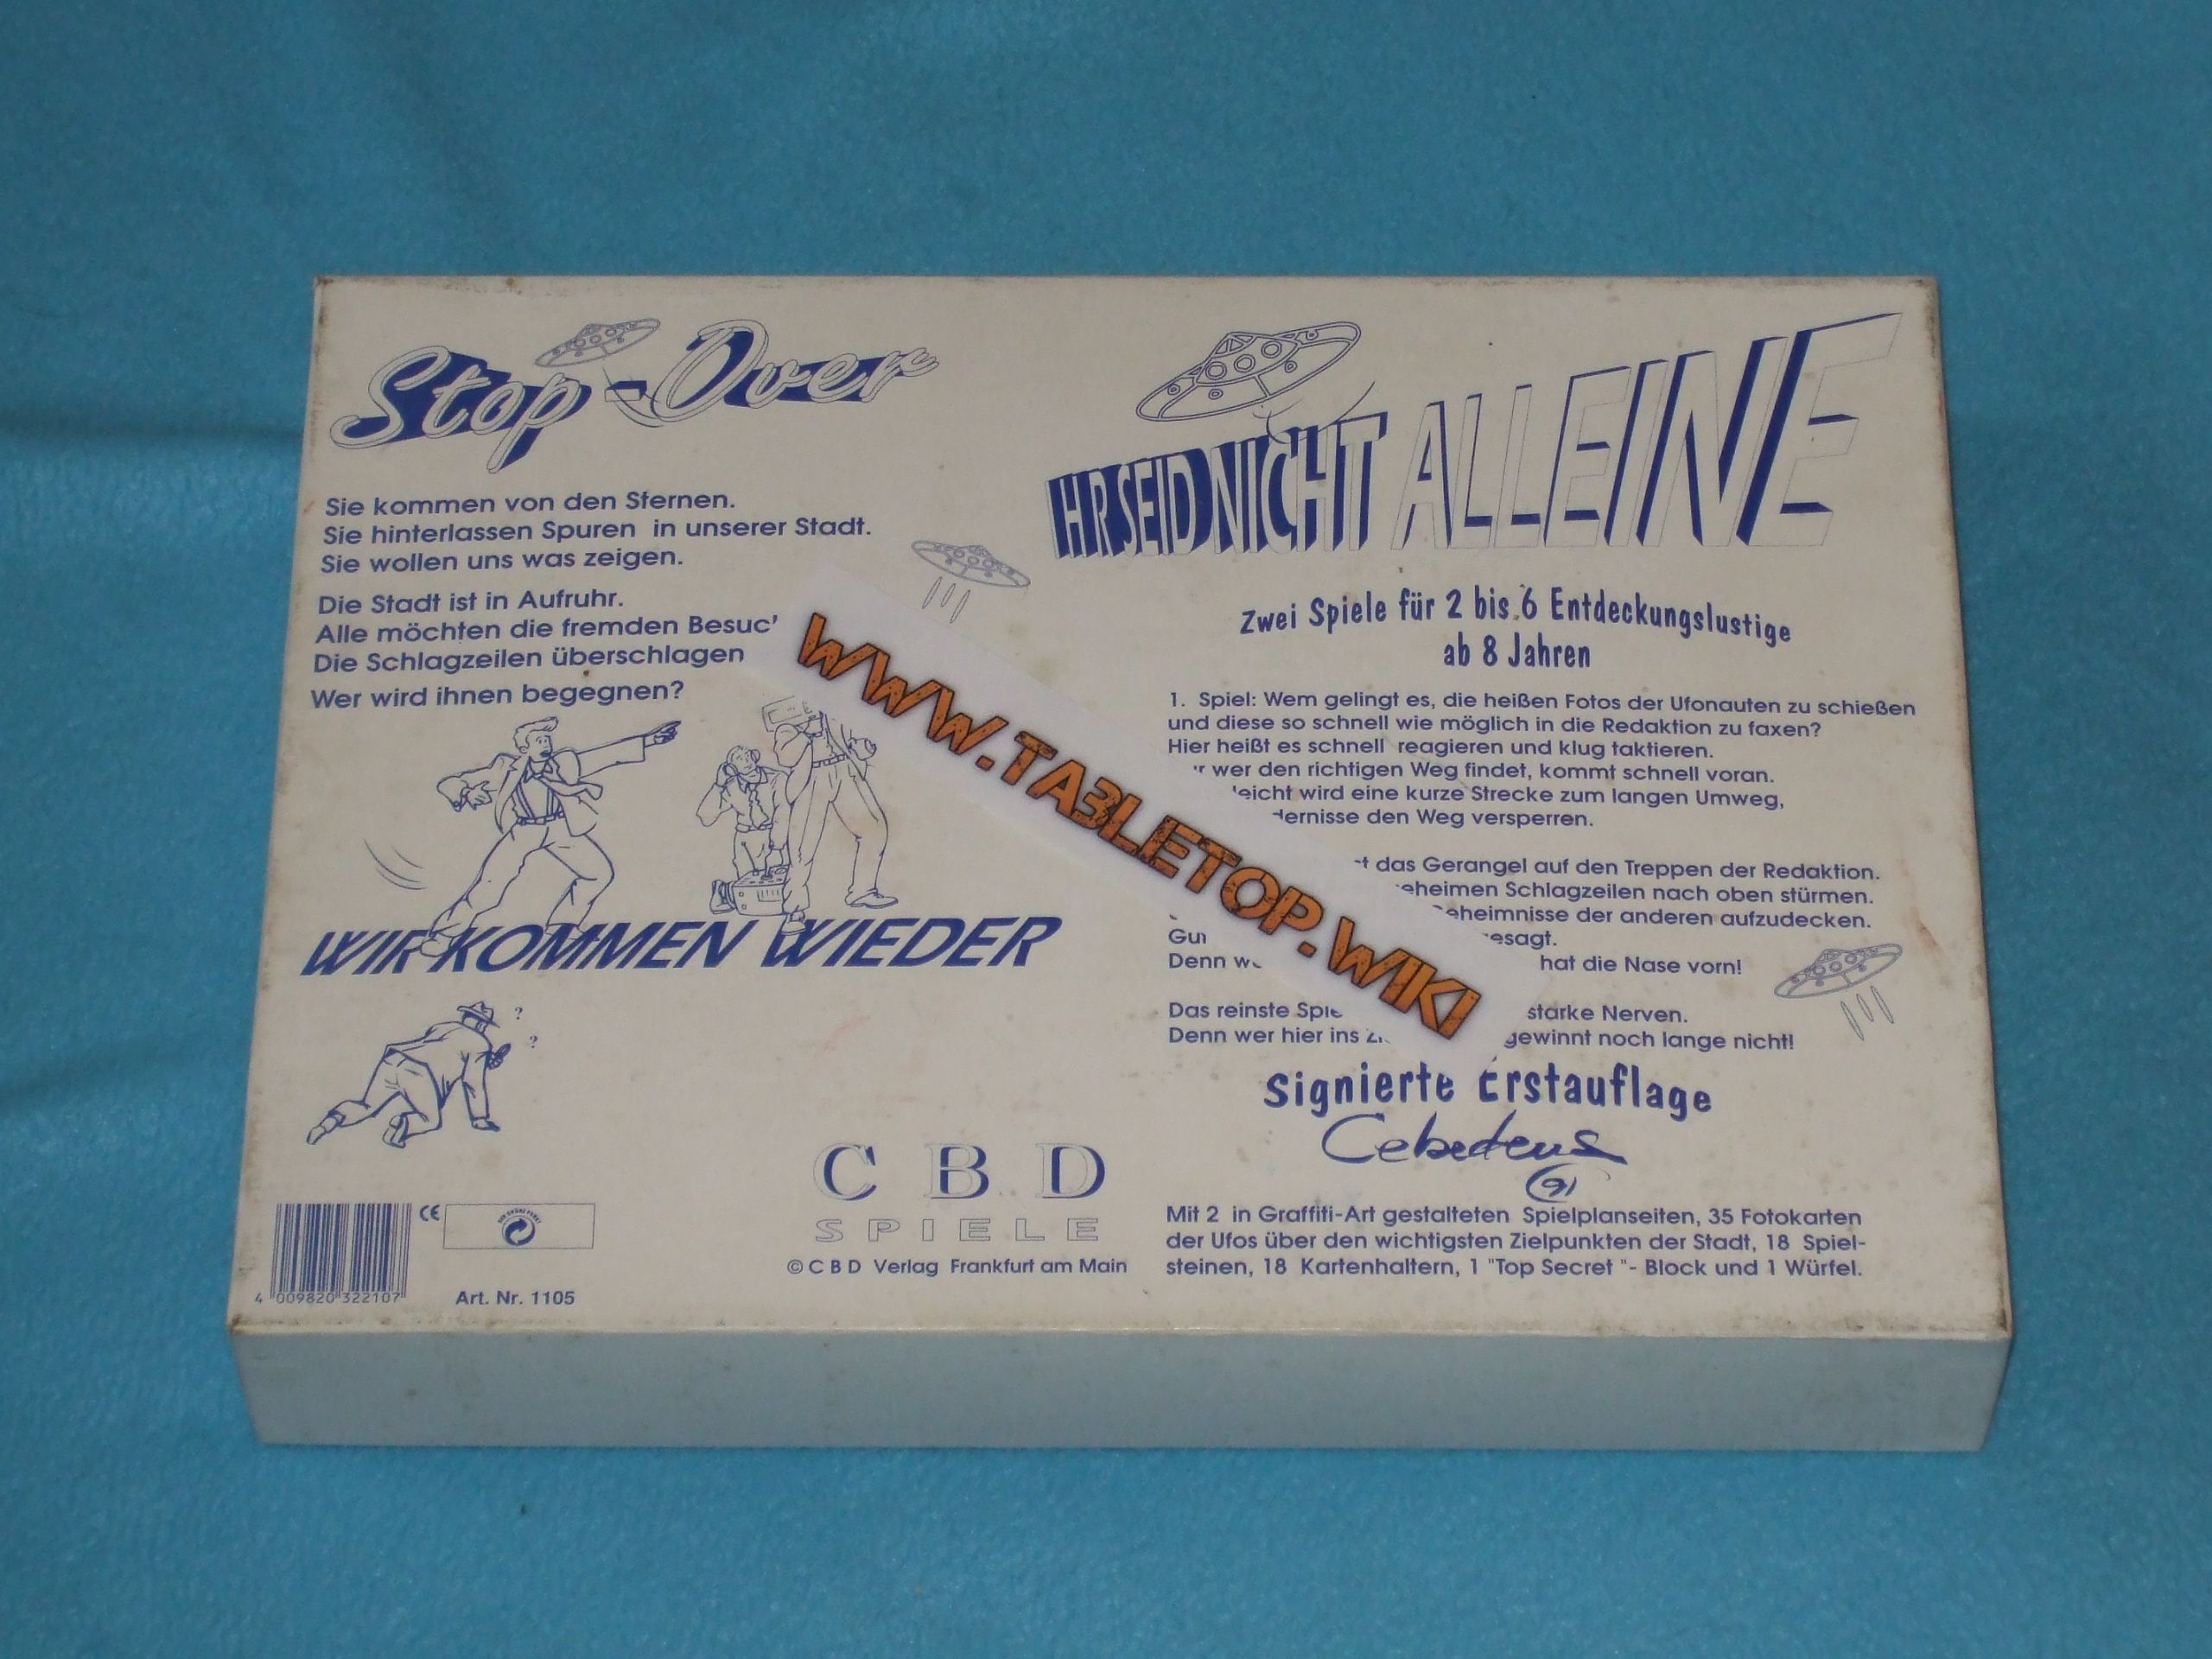 Stop-Over
Sie kommen von den Sternen.
Sie hinterlassen Spuren in unserer Stadt.
Sie wollen uns was zeigen.
Die Stadt ist in Aufruhr.
Alle möchten die fremden
Die Schlagzeilen überschlagen
Wer wird ihnen begegnen?
WIR KOMMEN WIEDER
? ?
4 009820 322107
CE
DER GRÜNE PUNKT
Art. Nr. 1105
C B D
SPIELE
© C B D Verlag Frankfurt am Main
IHR SEID NICHT ALLEINE
Zwei Spiele für 2 bis 6 Entdeckungslustige
ab 8 Jahren
1. Spiel: Wem gelingt es, die heißen Fotos der Ufonauten zu schießen
und diese so schnell wie möglich in die Redaktion zu faxen?
Hier heißt es schnell reagieren und klug taktieren.
wer den richtigen Weg findet, kommt schnell voran.
wird eine kurze Strecke zum langen Umweg,
den Weg versperren.
das Gerangel auf den Treppen der Redaktion.
Schlagzeilen nach oben stürmen.
der anderen aufzudecken.
Denn hat die Nase vorn!
Das reinste starke Nerven.
Denn wer hier ins gewinnt noch lange nicht!
Signierte Erstauflage
91
Mit 2 in Graffiti-Art gestalteten Spielplanseiten, 35 Fotokarten
der Ufos über den wichtigsten Zielpunkten der Stadt, 18 Spiel-
steinen, 18 Kartenhaltern, 1 "Top Secret "- Block und 1 Würfel.
WWW.TABLETOP.WIKI